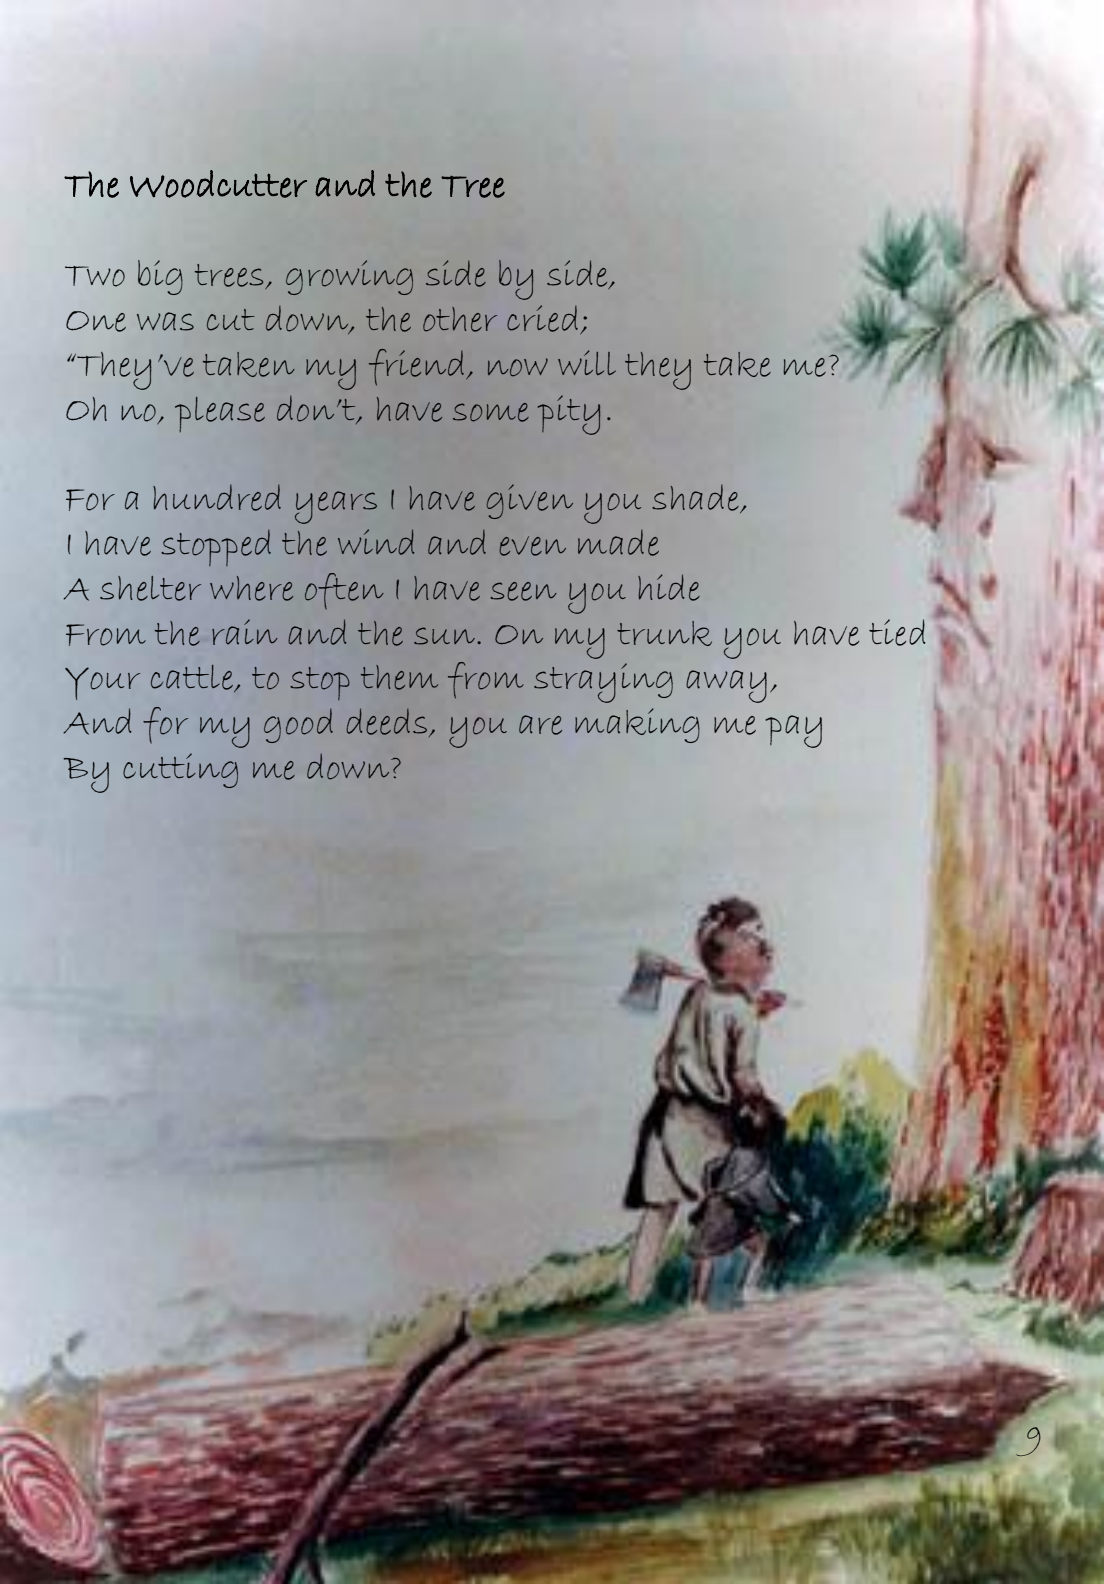 The Woodcutter and the Tree
Two big trees, growing side by side,
One was cut down, the other cried;
“They’ve taken my friend, now will they take me?
Oh no, please don’t, have some pity.
For a hundred years I have given you shade,
I have stopped the wind and even made
A shelter where often I have seen you hide
From the rain and the sun. On my trunk you have tied
Your cattle, to stop them from straying away,
And for my good deeds, you are making me pay
By cutting me down?
9